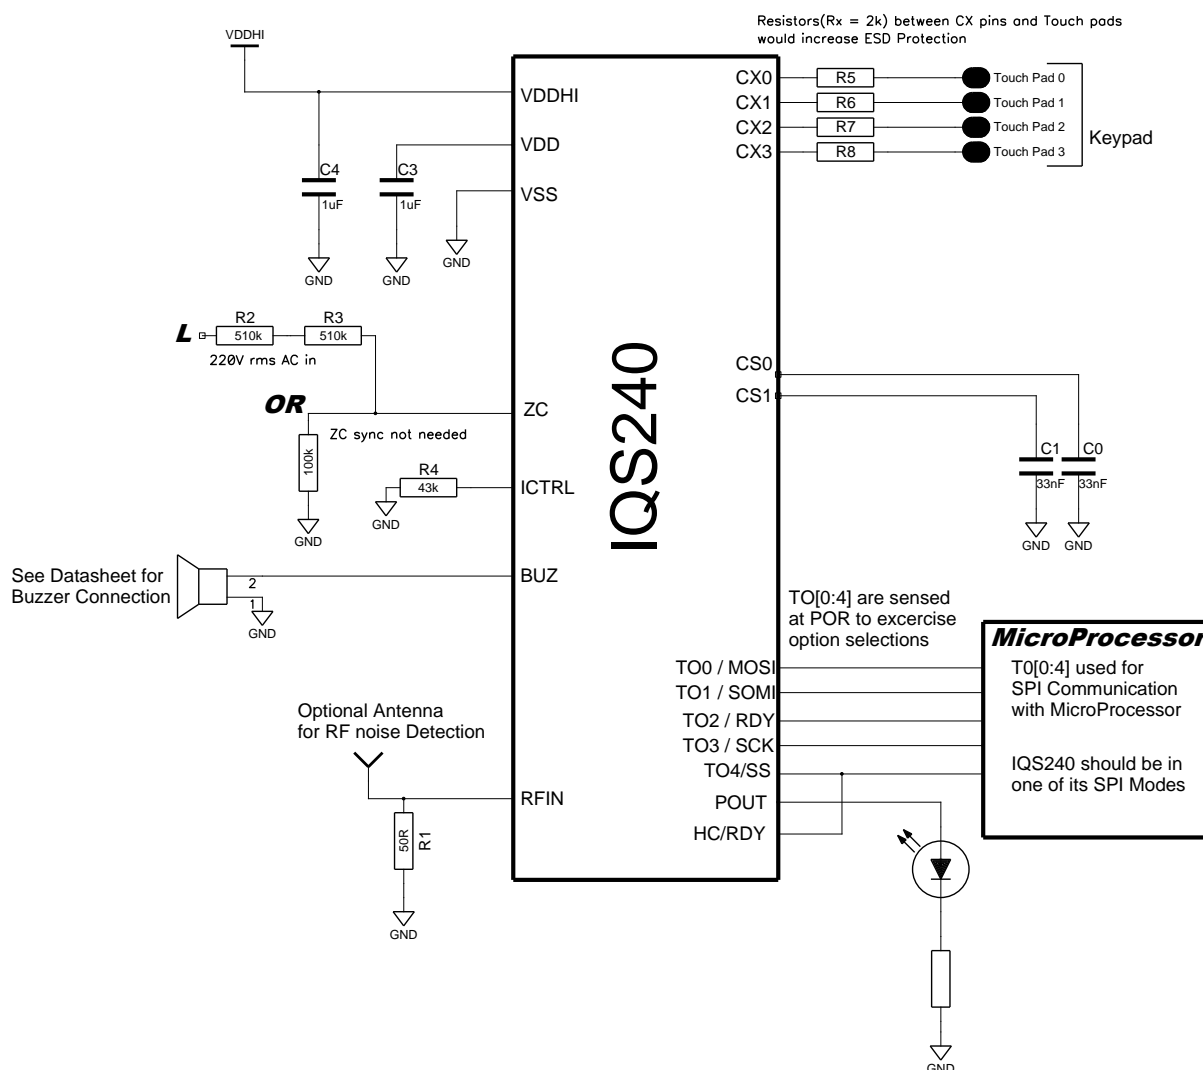 Resistors(Rx = 2k) between CX pins and Touch pads
would increase ESD Protection
VDDHI
VDDHI
VDD
VSS
C4
1uF
C3
1uF
GND
GND
GND
CX0
CX1
CX2
CX3
R5
R6
R7
R8
Touch Pad 0
Touch Pad 1
Touch Pad 2
Touch Pad 3
Keypad
L
R2
510k
R3
510k
220V rms AC in
OR
ZC
ZC sync not needed
100k
GND
R4
43k
GND
ICTRL
IQS240
CS0
CS1
C1
33nF
C0
33nF
GND
GND
See Datasheet for
Buzzer Connection
2
1
GND
BUZ
TO[0:4] are sensed
at POR to excercise
option selections
TO0 / MOSI
TO1 / SOMI
TO2 / RDY
TO3 / SCK
TO4/SS
POUT
HC/RDY
MicroProcessor
T0[0:4] used for
SPI Communication
with MicroProcessor
IQS240 should be in
one of its SPI Modes
Optional Antenna
for RF noise Detection
RFIN
50R
R1
GND
GND